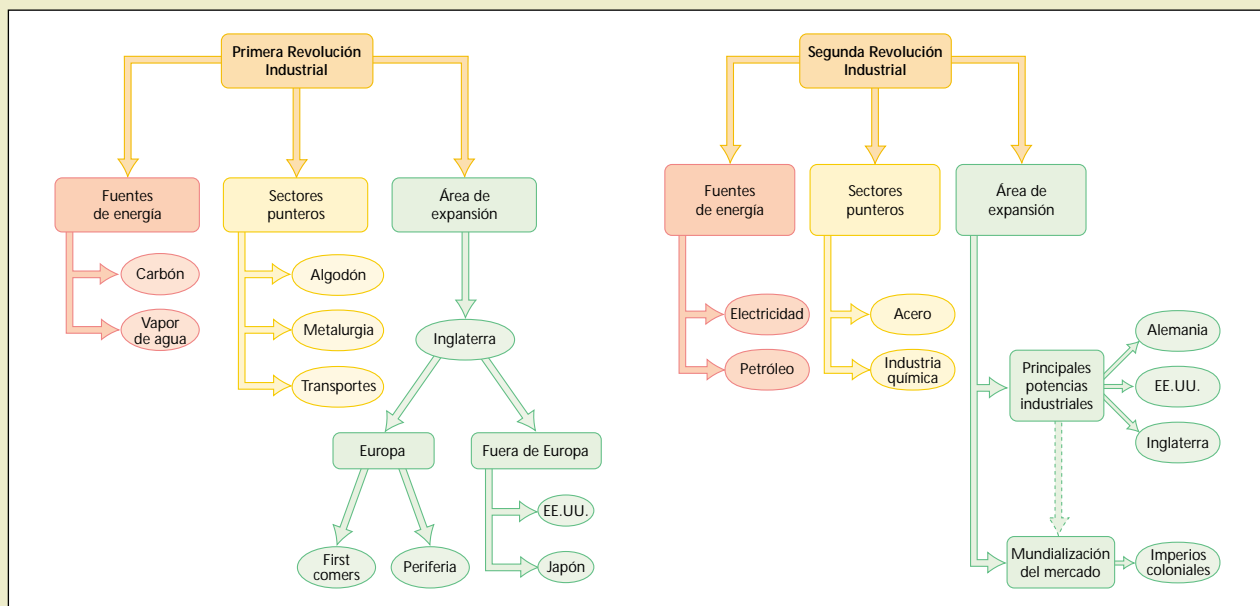 Primera Revolución
Industrial
Fuentes
de energía
Carbón
Vapor
de agua
Sectores
punteros
Algodón
Metalurgia
Transportes
Área de
expansión
Inglaterra
Europa
First
comers
Periferia
Fuera de Europa
EE.UU.
Japón
Segunda Revolución
Industrial
Fuentes
de energía
Electricidad
Petróleo
Sectores
punteros
Acero
Industria
química
Área de
expansión
Principales
potencias
industriales
Alemania
EE.UU.
Inglaterra
Mundialización
del mercado
Imperios
coloniales